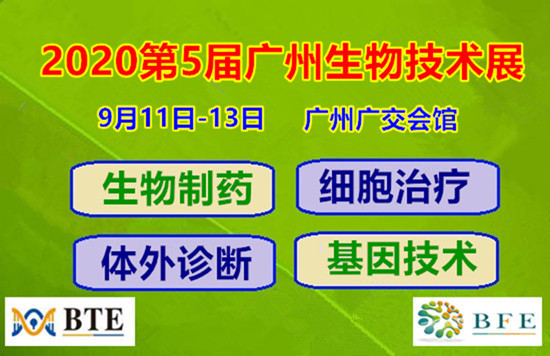 2020第5届广州生物技术展
9月11日-13日 广州广交会馆
生物制药 细胞治疗
体外诊断 基因技术
BTE BFE